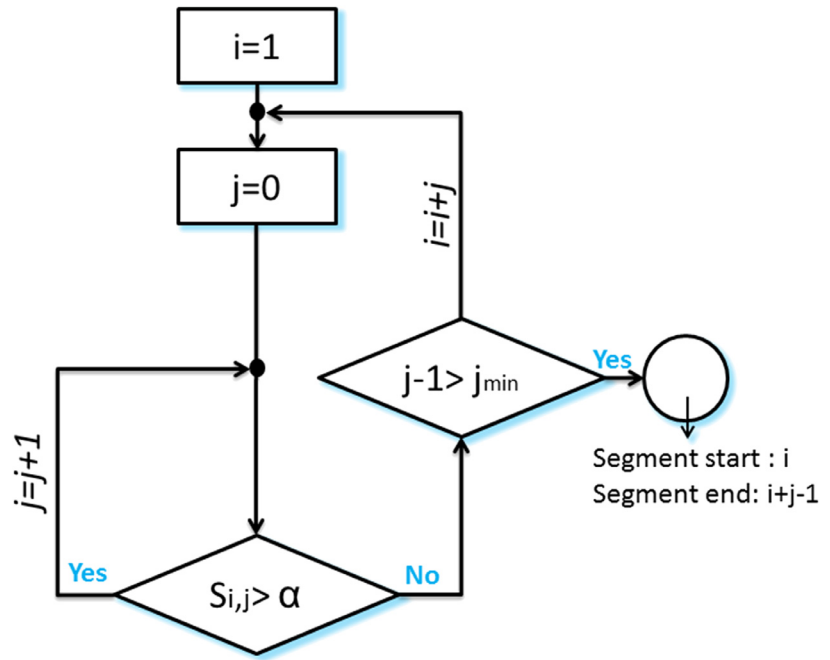 i=1
j=0
i=i+j
j-1> jmin
Yes
Segment start : i
Segment end: i+j-1
j=j+1
Yes
Si,j> α
No